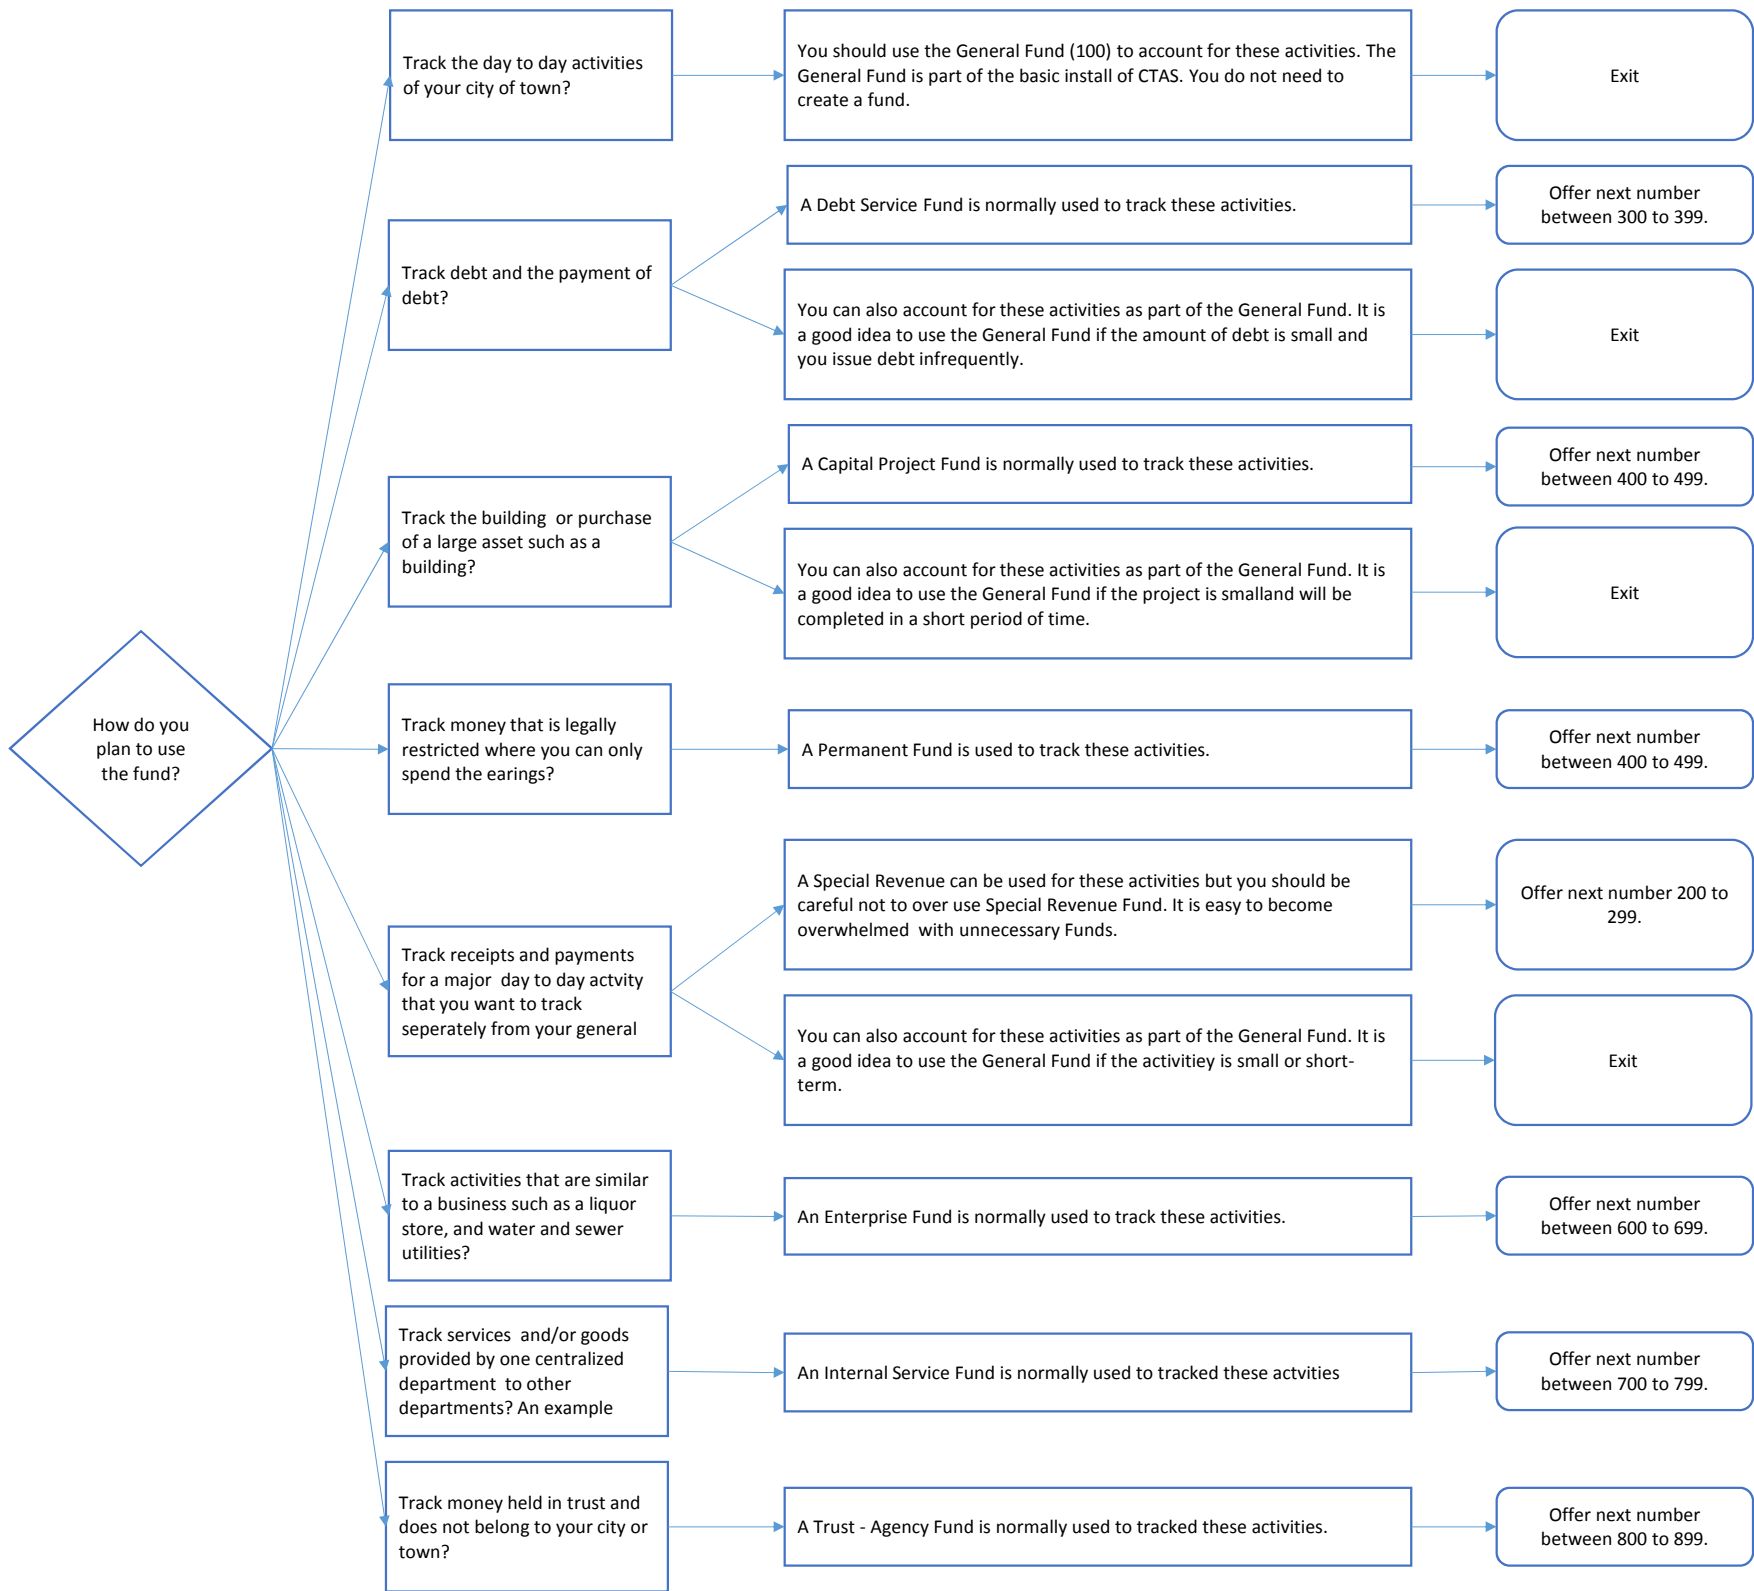 Track the day to day activities
of your city of town?
You should use the General Fund (100) to account for these activities. The
General Fund is part of the basic install of CTAS. You do not need to
create a fund.
Exit
Track debt and the payment of
debt?
A Debt Service Fund is normally used to track these activities.
Offer next number
between 300 to 399.
You can also account for these activities as part of the General Fund. It is
a good idea to use the General Fund if the amount of debt is small and
you issue debt infrequently.
Exit
Track the building or purchase
of a large asset such as a
building?
A Capital Project Fund is normally used to track these activities.
Offer next number
between 400 to 499.
You can also account for these activities as part of the General Fund. It is
a good idea to use the General Fund if the project is smalland will be
completed in a short period of time.
Exit
How do you
plan to use
the fund?
Track money that is legally
restricted where you can only
spend the earings?
A Permanent Fund is used to track these activities.
Offer next number
between 400 to 499.
Track receipts and payments
for a major day to day actvity
that you want to track
seperately from your general
A Special Revenue can be used for these activities but you should be
careful not to over use Special Revenue Fund. It is easy to become
overwhelmed with unnecessary Funds.
Offer next number 200 to
299.
You can also account for these activities as part of the General Fund. It is
a good idea to use the General Fund if the activitiey is small or short-
term.
Exit
Track activities that are similar
to a business such as a liquor
store, and water and sewer
utilities?
An Enterprise Fund is normally used to track these activities.
Offer next number
between 600 to 699.
Track services and/or goods
provided by one centralized
department to other
departments? An example
An Internal Service Fund is normally used to tracked these actvities
Offer next number
between 700 to 799.
Track money held in trust and
does not belong to your city or
town?
A Trust - Agency Fund is normally used to tracked these activities.
Offer next number
between 800 to 899.